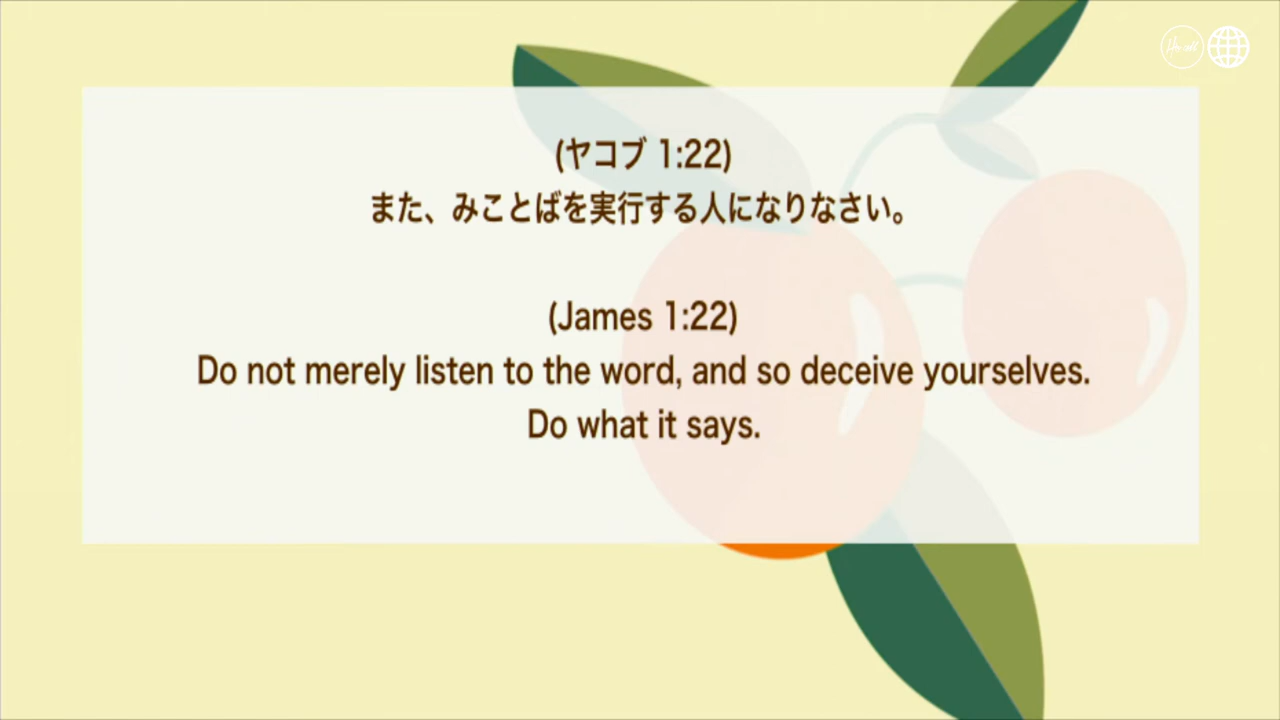 (ヤコブ 1:22)
また、みことばを実行する人になりなさい。
(James 1:22)
Do not merely listen to the word, and so deceive yourselves.
Do what it says.